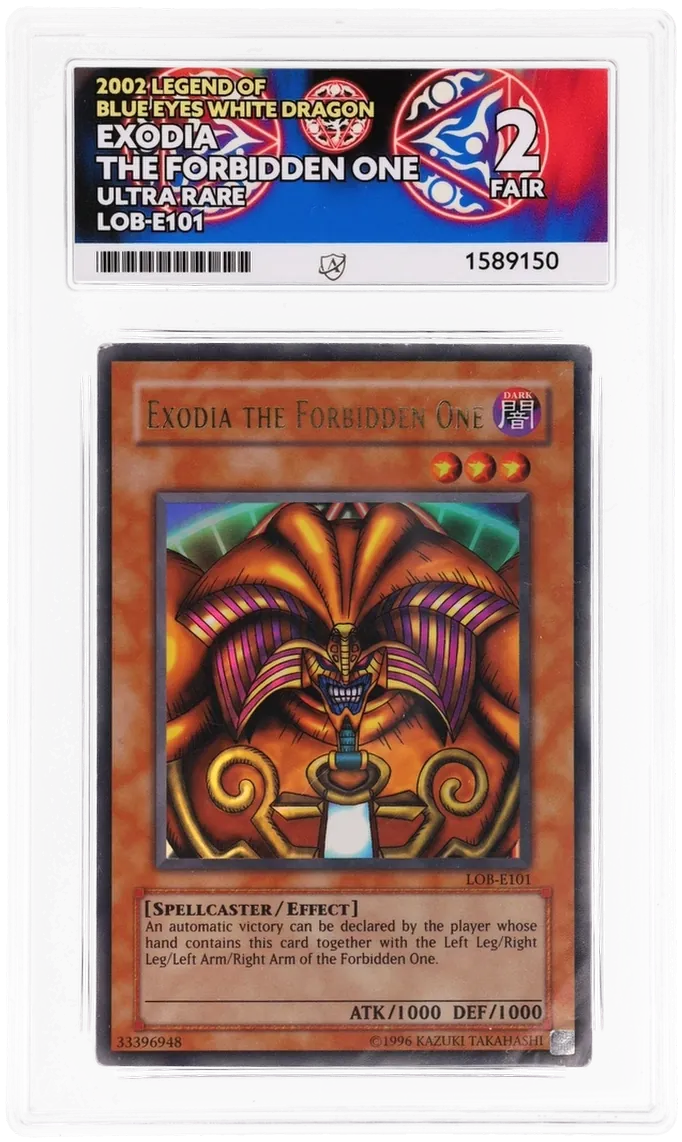 2002 LEGEND OF
BLUE EYES WHITE DRAGON
EXODIA
THE FORBIDDEN ONE
ULTRA RARE
LOB-E101
2
FAIR
A
1589150
EXODIA THE FORBIDDEN ONE
DARK
闇
LOB-E101
[SPELLCASTER/EFFECT]
An automatic victory can be declared by the player whose
hand contains this card together with the Left Leg/Right
Leg/Left Arm/Right Arm of the Forbidden One.
ATK/1000 DEF/1000
33396948
©1996 KAZUKI TAKAHASHI